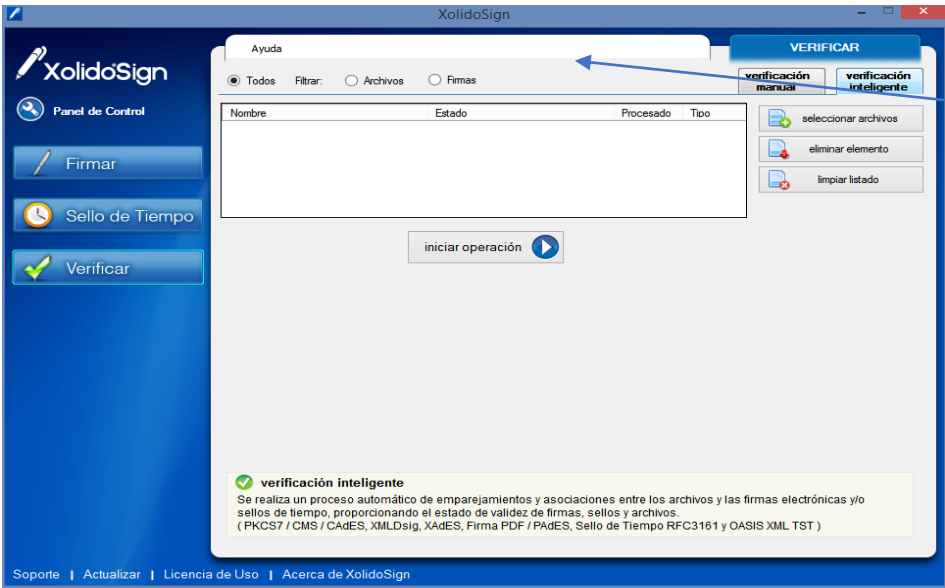 XolidoSign
XolidoSign
Panel de Control
Firmar
Sello de Tiempo
Verificar
Ayuda
VERIFICAR
Todos Filtrar: Archivos Firmas
verificación manual
verificación inteligente
Nombre Estado Procesado Tipo
seleccionar archivos
eliminar elemento
limpiar listado
iniciar operación
verificación inteligente
Se realiza un proceso automático de emparejamientos y asociaciones entre los archivos y las firmas electrónicas y/o
sellos de tiempo, proporcionando el estado de validez de firmas, sellos y archivos.
( PKCS7 / CMS / CAdES, XMLDsig, XAdES, Firma PDF / PAdES, Sello de Tiempo RFC3161 y OASIS XML TST )
Soporte | Actualizar | Licencia de Uso | Acerca de XolidoSign